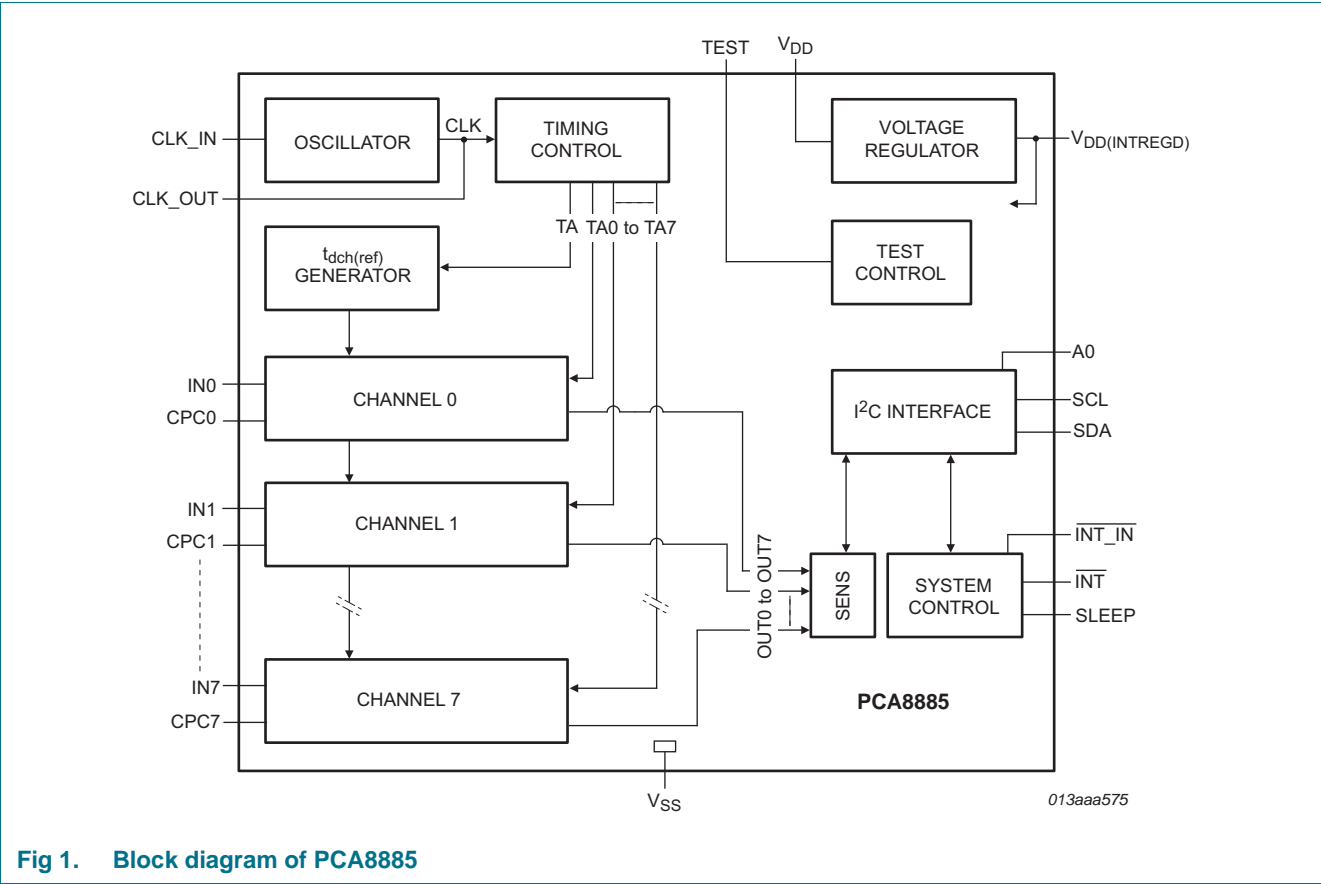 TEST
VDD
OSCILLATOR
CLK
TIMING
CONTROL
VOLTAGE
REGULATOR
CLK_IN
VDD(INTREGD)
CLK_OUT
TA TA0 to TA7
tdch(ref)
GENERATOR
TEST
CONTROL
A0
IN0
CHANNEL 0
CPC0
I2C INTERFACE
SCL
SDA
IN1
CHANNEL 1
CPC1
INT_IN
OUT0 to OUT7
SENS
SYSTEM
CONTROL
INT
SLEEP
IN7
CHANNEL 7
CPC7
PCA8885
VSS
013aaa575
Fig 1. Block diagram of PCA8885